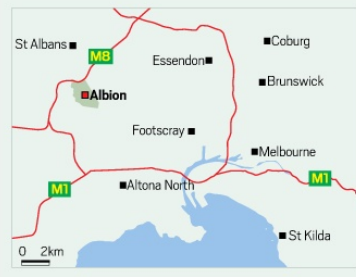 St Albans
Coburg
M8
Essendon
Brunswick
Albion
Footscray
Melbourne
M1
M1
Altona North
St Kilda
0 2km